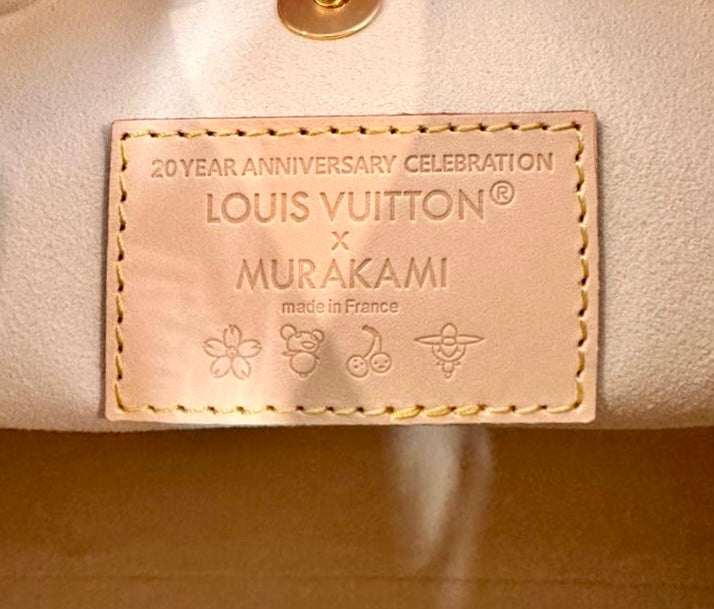 20 YEAR ANNIVERSARY CELEBRATION
LOUIS VUITTON®
X
MURAKAMI
made in France